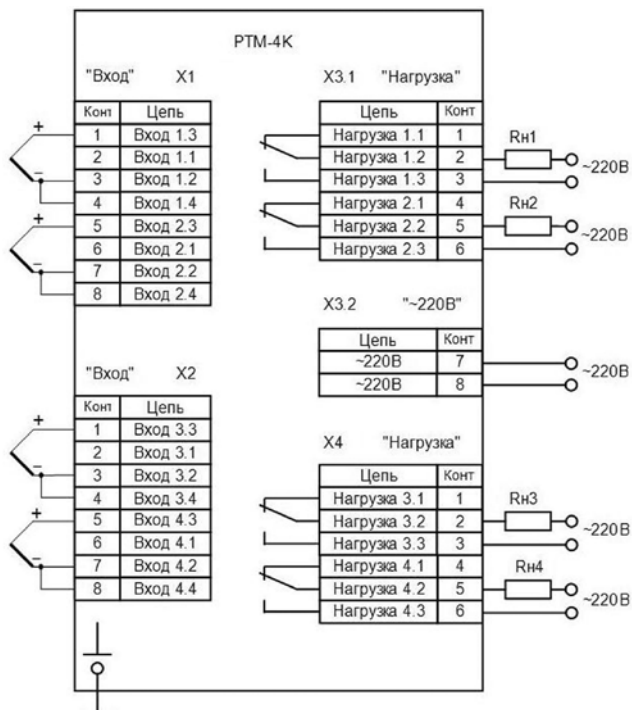 РТМ-4К
"Вход" Х1
Конт Цепь
1 Вход 1.3
2 Вход 1.1
3 Вход 1.2
4 Вход 1.4
5 Вход 2.3
6 Вход 2.1
7 Вход 2.2
8 Вход 2.4
+
−
+
−
Х3.1 "Нагрузка"
Цепь Конт
Нагрузка 1.1 1
Нагрузка 1.2 2
Нагрузка 1.3 3
Нагрузка 2.1 4
Нагрузка 2.2 5
Нагрузка 2.3 6
Rн1
~220В
Rн2
~220В
Х3.2 "~220В"
Цепь Конт
~220В 7
~220В 8
~220В
"Вход" Х2
Конт Цепь
1 Вход 3.3
2 Вход 3.1
3 Вход 3.2
4 Вход 3.4
5 Вход 4.3
6 Вход 4.1
7 Вход 4.2
8 Вход 4.4
+
−
+
−
Х4 "Нагрузка"
Цепь Конт
Нагрузка 3.1 1
Нагрузка 3.2 2
Нагрузка 3.3 3
Нагрузка 4.1 4
Нагрузка 4.2 5
Нагрузка 4.3 6
Rн3
~220В
Rн4
~220В